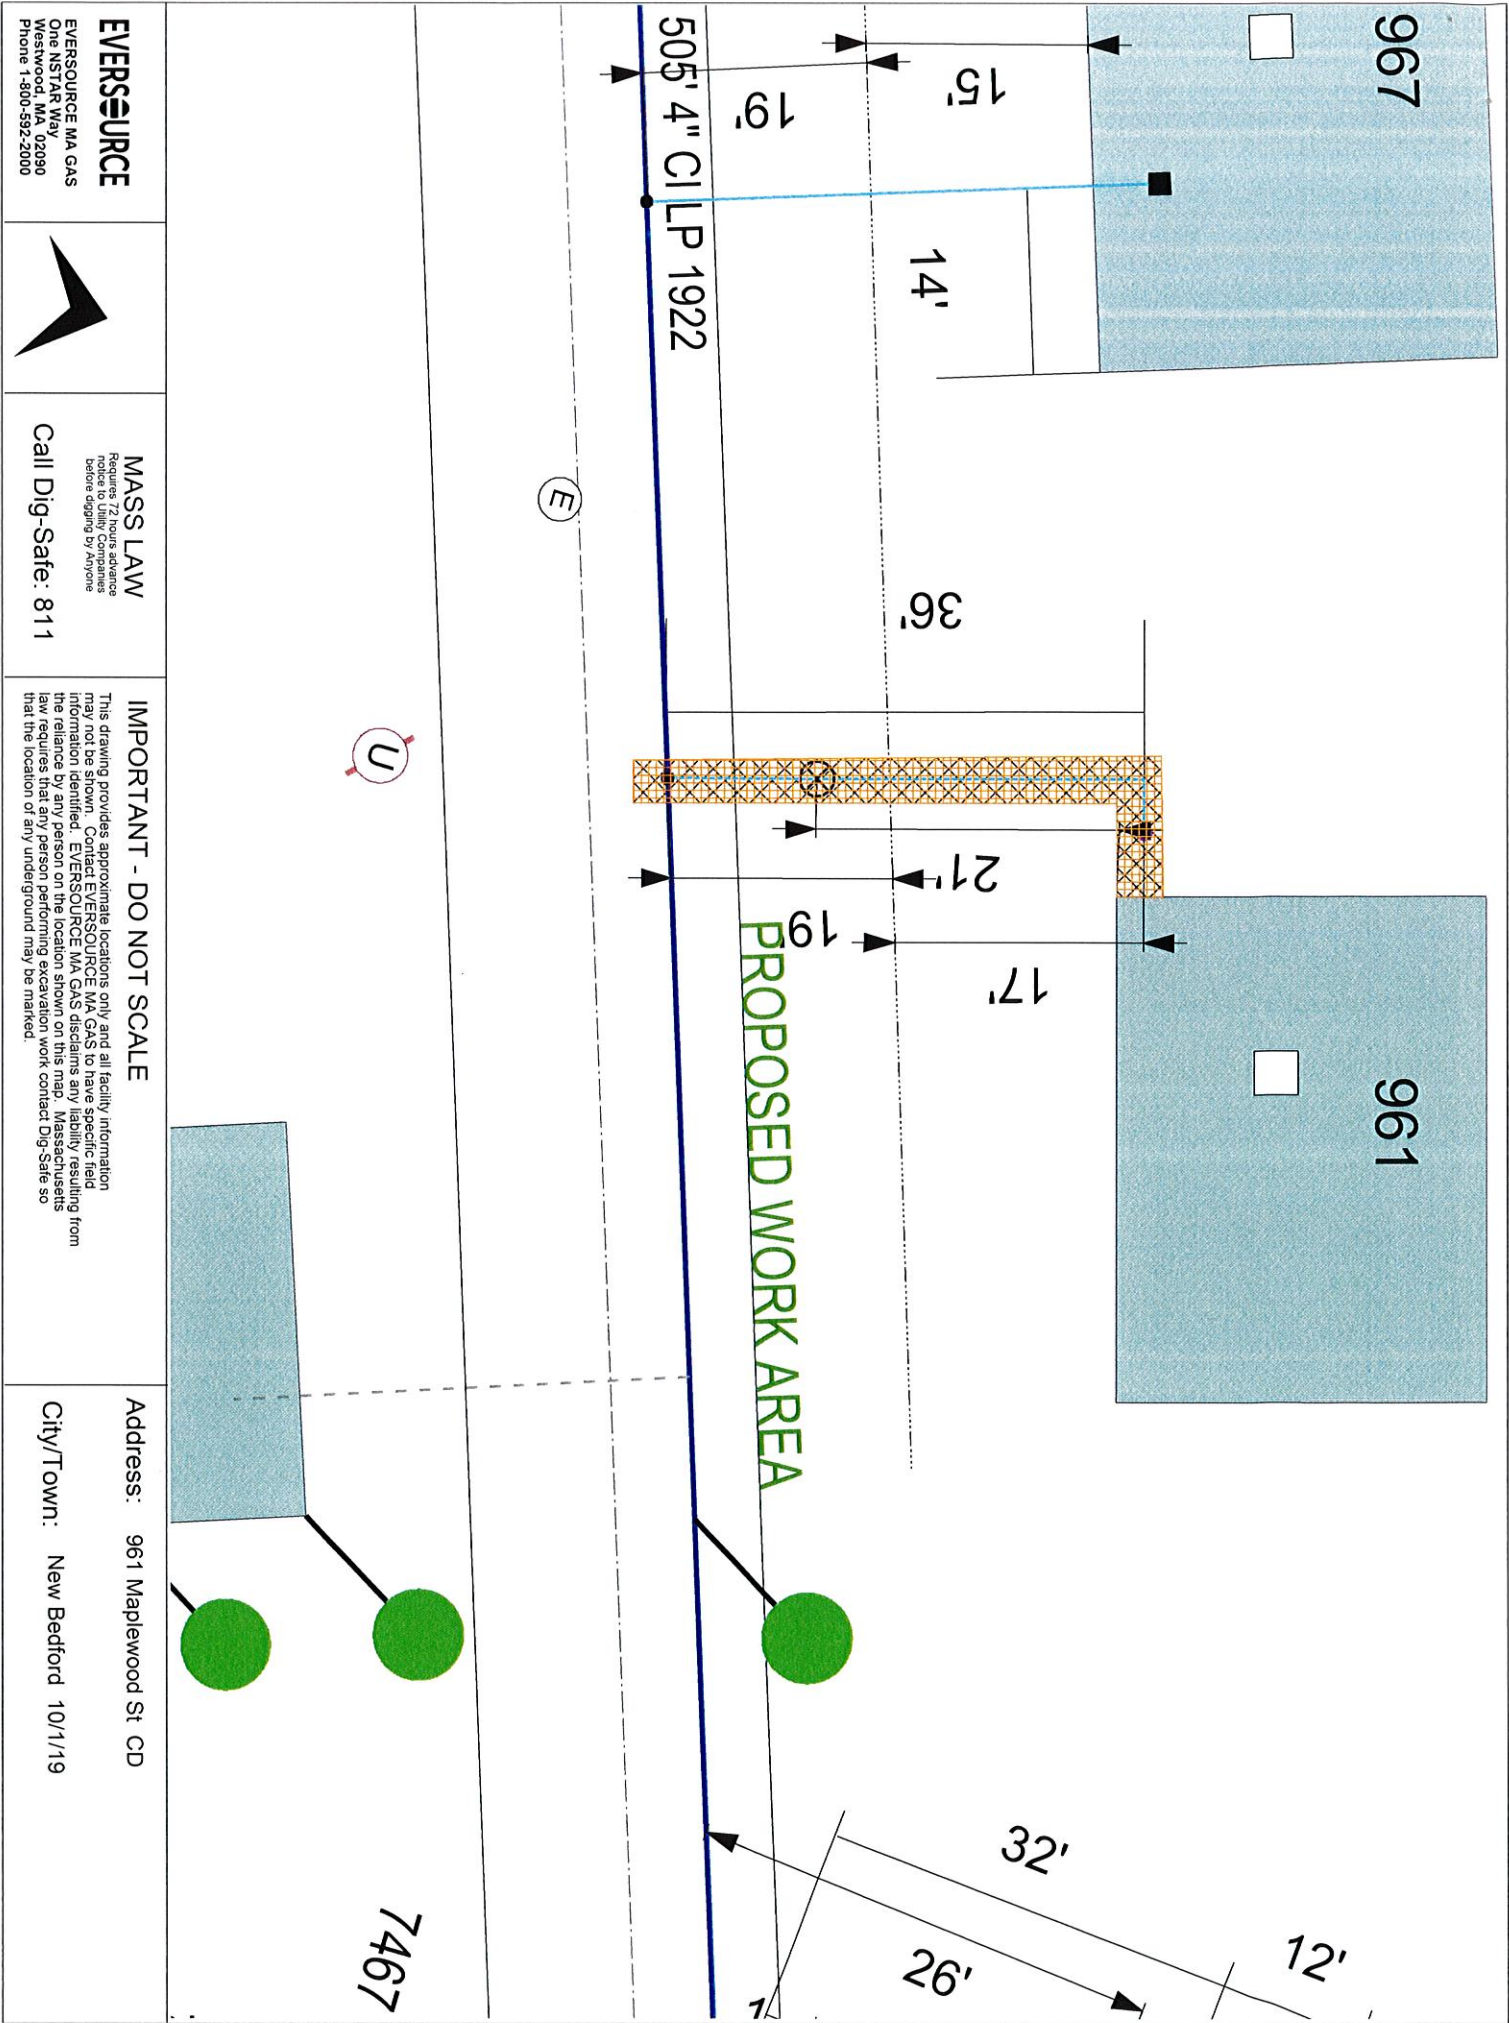 967
15'
19'
505' 4" CI LP 1922
14'
E
36'
U
21'
19'
17'
PROPOSED WORK AREA
961
32'
26'
12'
7467
EVERSOURCE
EVERSOURCE MA GAS
One NSTAR Way
Westwood, MA 02090
Phone 1-800-592-2000
MASS LAW
Requires 72 hours advance
notice to Utility Companies
before digging by Anyone
Call Dig-Safe: 811
IMPORTANT - DO NOT SCALE
This drawing provides approximate locations only and all facility information
may not be shown. Contact EVERSOURCE MA GAS to have specific field
information identified. EVERSOURCE MA GAS disclaims any liability resulting from
the reliance by any person on the location shown on this map. Massachusetts
law requires that any person performing excavation work contact Dig-Safe so
that the location of any underground may be marked.
Address: 961 Maplewood St CD
City/Town: New Bedford 10/1/19